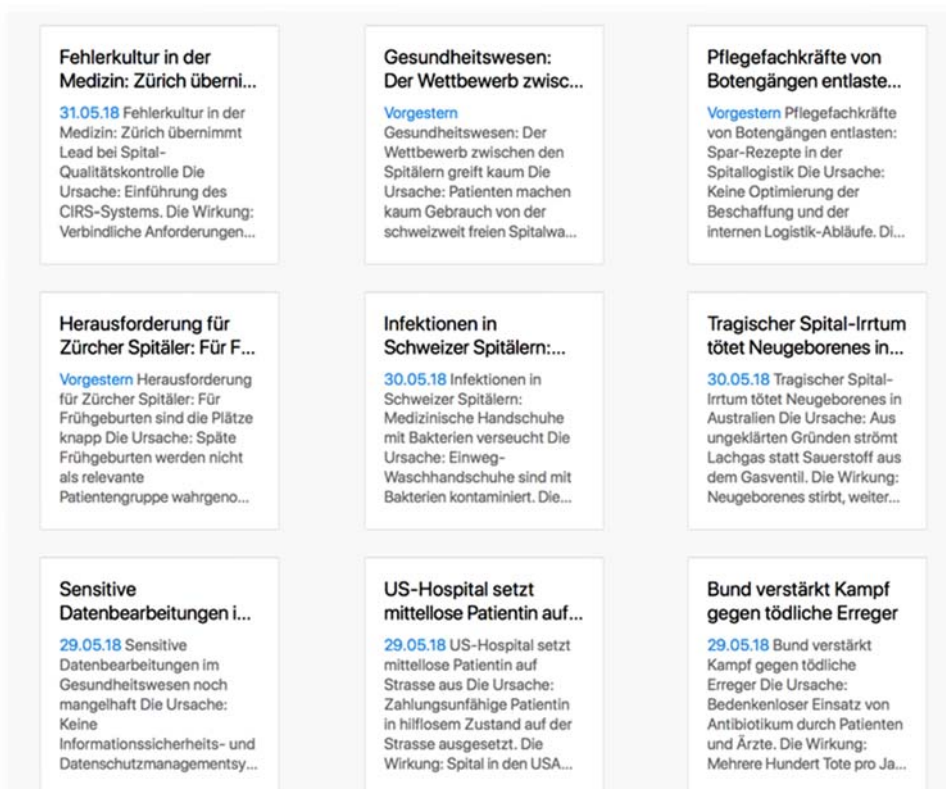 Fehlerkultur in der
Medizin: Zürich überni...
31.05.18 Fehlerkultur in der
Medizin: Zürich übernimmt
Lead bei Spital-
Qualitätskontrolle Die
Ursache: Einführung des
CIRS-Systems. Die Wirkung:
Verbindliche Anforderungen...
Gesundheitswesen:
Der Wettbewerb zwisc...
Vorgestern
Gesundheitswesen: Der
Wettbewerb zwischen den
Spitälern greift kaum Die
Ursache: Patienten machen
kaum Gebrauch von der
schweizweit freien Spitalwa...
Pflegefachkräfte von
Botengängen entlaste...
Vorgestern Pflegefachkräfte
von Botengängen entlasten:
Spar-Rezepte in der
Spitallogistik Die Ursache:
Keine Optimierung der
Beschaffung und der
internen Logistik-Abläufe. Di...
Herausforderung für
Zürcher Spitäler: Für F...
Vorgestern Herausforderung
für Zürcher Spitäler: Für
Frühgeburten sind die Plätze
knapp Die Ursache: Späte
Frühgeburten werden nicht
als relevante
Patientengruppe wahrgeno...
Infektionen in
Schweizer Spitälern:...
30.05.18 Infektionen in
Schweizer Spitälern:
Medizinische Handschuhe
mit Bakterien verseucht Die
Ursache: Einweg-
Waschhandschuhe sind mit
Bakterien kontaminiert. Die...
Tragischer Spital-Irrtum
tötet Neugeborenes in...
30.05.18 Tragischer Spital-
Irrtum tötet Neugeborenes in
Australien Die Ursache: Aus
ungeklärten Gründen strömt
Lachgas statt Sauerstoff aus
dem Gasventil. Die Wirkung:
Neugeborenes stirbt, weiter...
Sensitive
Datenbearbeitungen i...
29.05.18 Sensitive
Datenbearbeitungen im
Gesundheitswesen noch
mangelhaft Die Ursache:
Keine
Informationssicherheits- und
Datenschutzmanagementsy...
US-Hospital setzt
mittellose Patientin auf...
29.05.18 US-Hospital setzt
mittellose Patientin auf
Strasse aus Die Ursache:
Zahlungsunfähige Patientin
in hilflosem Zustand auf der
Strasse ausgesetzt. Die
Wirkung: Spital in den USA...
Bund verstärkt Kampf
gegen tödliche Erreger
29.05.18 Bund verstärkt
Kampf gegen tödliche
Erreger Die Ursache:
Bedenkenloser Einsatz von
Antibiotikum durch Patienten
und Ärzte. Die Wirkung:
Mehrere Hundert Tote pro Ja...